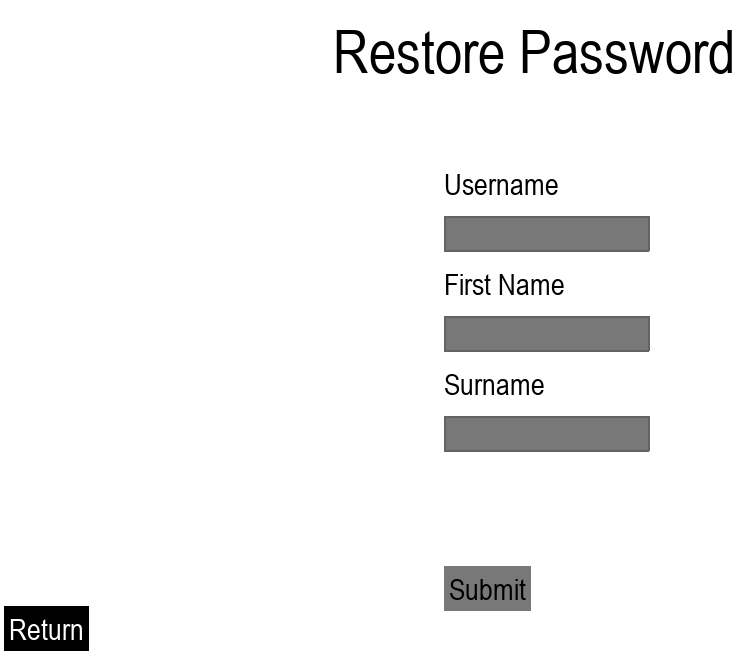 Restore Password
Username
First Name
Surname
Submit
Return